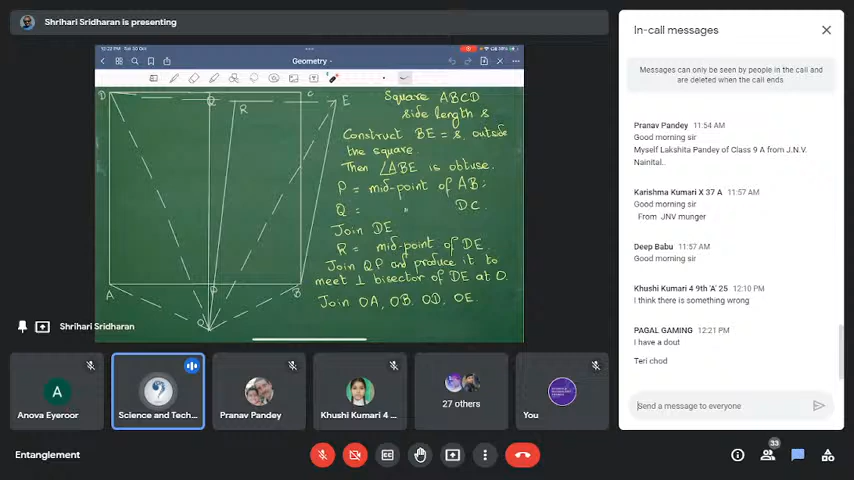 Shrihari Sridharan is presenting
12:22 PM Tue 30 Oct
Geometry
D
Q
R
C
E
A
P
B
O
Square ABCD
side length s
Construct BE = s, outside
the square.
Then ∠ABE is obtuse.
P = mid-point of AB;
Q = " DC.
Join DE
R = mid-point of DE.
Join QP and produce it to
meet ⊥ bisector of DE at O.
Join OA, OB, OD, OE.
Shrihari Sridharan
A
Anova Eyeroor
Science and Tech...
Pranav Pandey
Khushi Kumari 4 ...
27 others
You
Entanglement
In-call messages
Messages can only be seen by people in the call and
are deleted when the call ends
Pranav Pandey 11:54 AM
Good morning sir
Myself Lakshita Pandey of Class 9 A from J.N.V.
Nainital..
Karishma Kumari X 37 A 11:57 AM
Good morning sir
From JNV munger
Deep Babu 11:57 AM
Good morning sir
Khushi Kumari 4 9th 'A' 25 12:10 PM
I think there is something wrong
PAGAL GAMING 12:21 PM
I have a dout
Teri chod
Send a message to everyone
33